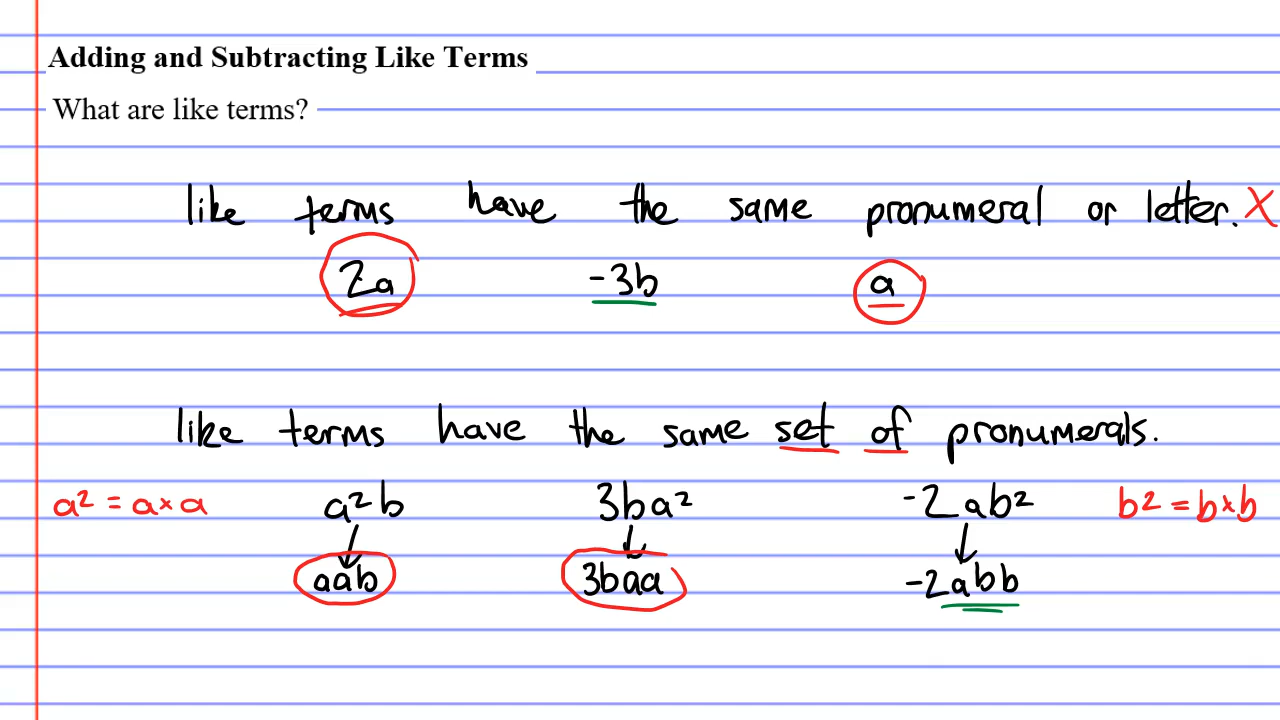 Adding and Subtracting Like Terms
What are like terms?
like terms have the same pronumeral or letter. X
2a -3b a
like terms have the same set of pronumerals.
a² = a×a a²b 3ba² -2ab² b² = b×b
aab 3baa -2abb